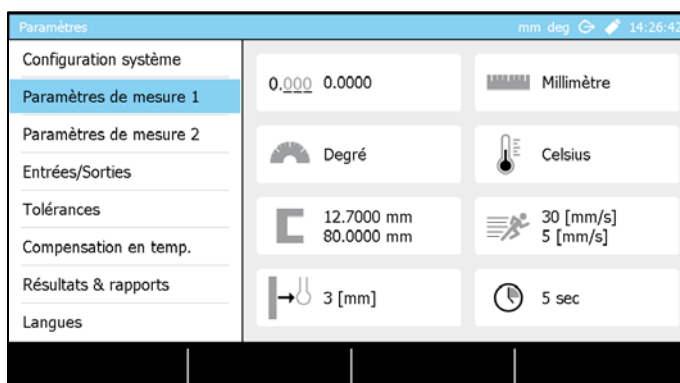 Paramètres
mm deg 14:26:42
Configuration système
Paramètres de mesure 1
Paramètres de mesure 2
Entrées/Sorties
Tolérances
Compensation en temp.
Résultats & rapports
Langues
0.000 0.0000
Millimètre
Degré
Celsius
12.7000 mm
80.0000 mm
30 [mm/s]
5 [mm/s]
3 [mm]
5 sec